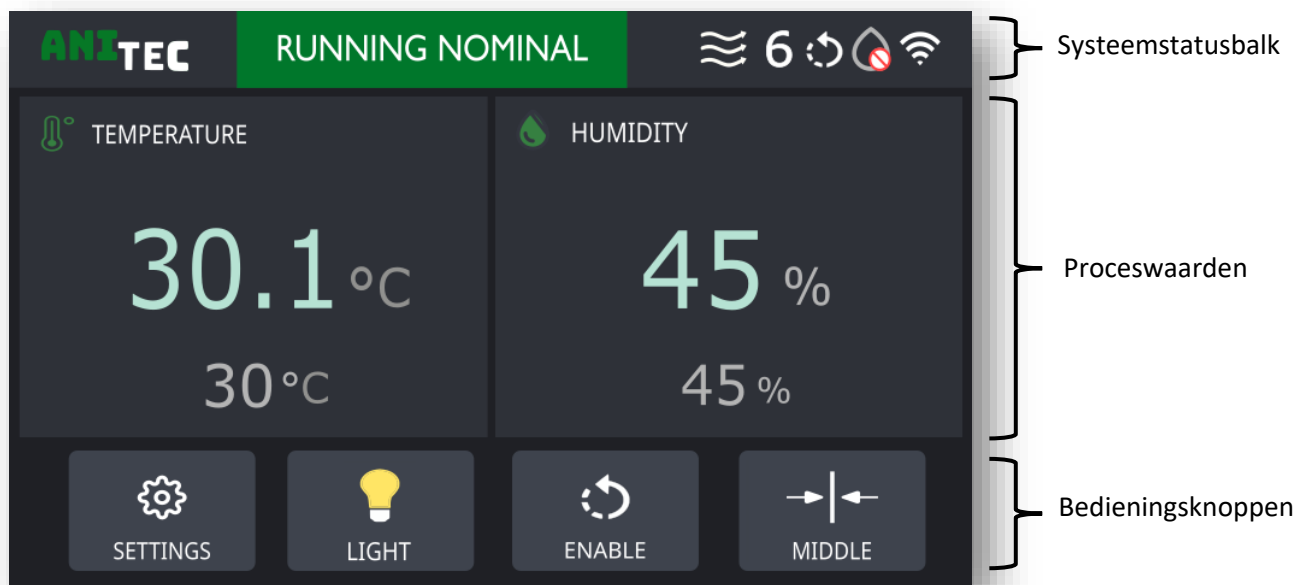 ANITEC
RUNNING NOMINAL
6
Systeemstatusbalk
TEMPERATURE
HUMIDITY
30.1 °C
45 %
Proceswaarden
30 °C
45 %
SETTINGS
LIGHT
ENABLE
MIDDLE
Bedieningsknoppen